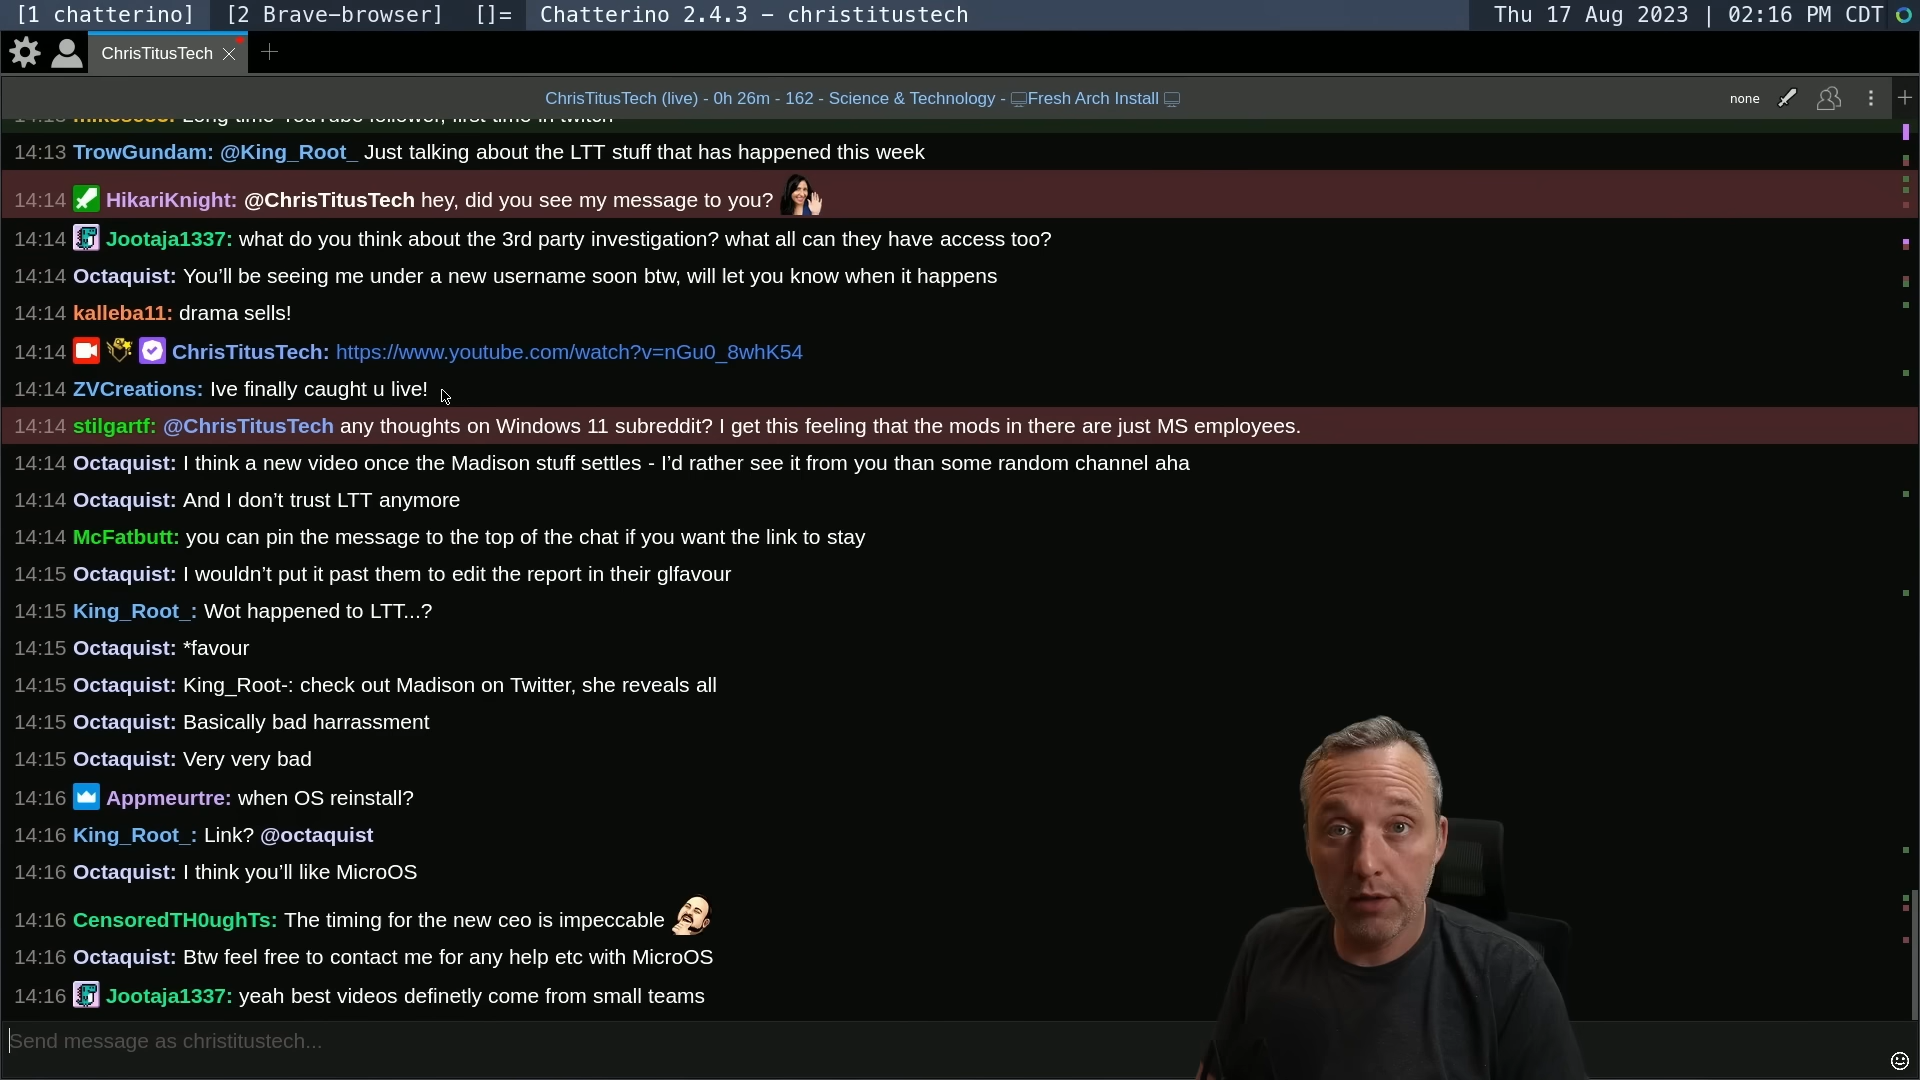 [1 chatterino] [2 Brave-browser] []= Chatterino 2.4.3 - christitustech Thu 17 Aug 2023 | 02:16 PM CDT
ChrisTitusTech
ChrisTitusTech (live) - 0h 26m - 162 - Science & Technology - Fresh Arch Install none
Long time YouTube follower, first time in twitch
14:13 TrowGundam: @King_Root_ Just talking about the LTT stuff that has happened this week
14:14 HikariKnight: @ChrisTitusTech hey, did you see my message to you?
14:14 Jootaja1337: what do you think about the 3rd party investigation? what all can they have access too?
14:14 Octaquist: You’ll be seeing me under a new username soon btw, will let you know when it happens
14:14 kalleba11: drama sells!
14:14 ChrisTitusTech: https://www.youtube.com/watch?v=nGu0_8whK54
14:14 ZVCreations: Ive finally caught u live!
14:14 stilgartf: @ChrisTitusTech any thoughts on Windows 11 subreddit? I get this feeling that the mods in there are just MS employees.
14:14 Octaquist: I think a new video once the Madison stuff settles - I’d rather see it from you than some random channel aha
14:14 Octaquist: And I don’t trust LTT anymore
14:14 McFatbutt: you can pin the message to the top of the chat if you want the link to stay
14:15 Octaquist: I wouldn’t put it past them to edit the report in their glfavour
14:15 King_Root_: Wot happened to LTT...?
14:15 Octaquist: *favour
14:15 Octaquist: King_Root-: check out Madison on Twitter, she reveals all
14:15 Octaquist: Basically bad harrassment
14:15 Octaquist: Very very bad
14:16 Appmeurtre: when OS reinstall?
14:16 King_Root_: Link? @octaquist
14:16 Octaquist: I think you’ll like MicroOS
14:16 CensoredTH0ughTs: The timing for the new ceo is impeccable
14:16 Octaquist: Btw feel free to contact me for any help etc with MicroOS
14:16 Jootaja1337: yeah best videos definetly come from small teams
Send message as christitustech...